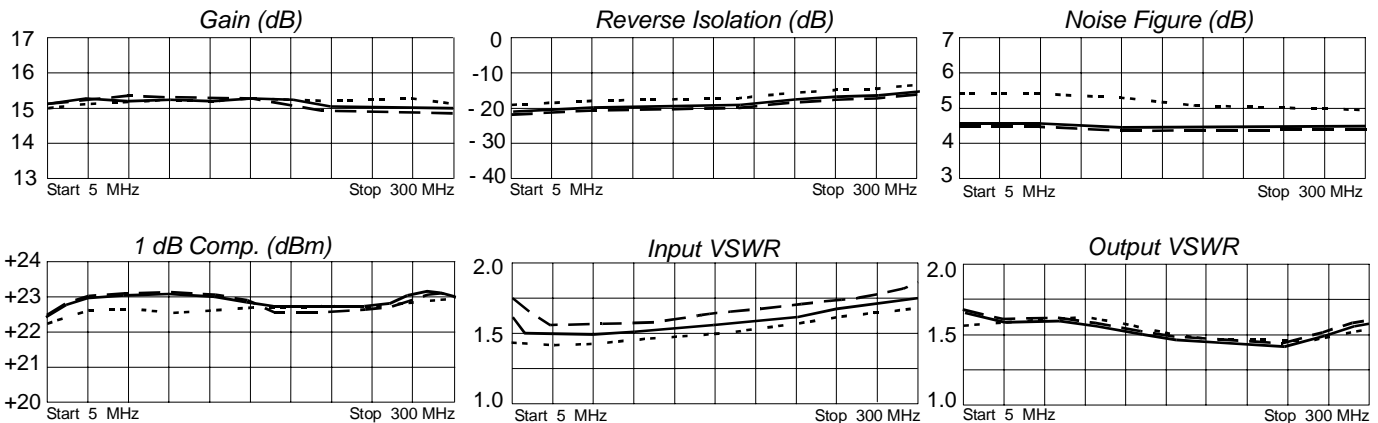 Gain (dB)
17
16
15
14
13
Start 5 MHz
Stop 300 MHz
Reverse Isolation (dB)
0
-10
- 20
- 30
- 40
Start 5 MHz
Stop 300 MHz
Noise Figure (dB)
7
6
5
4
3
Start 5 MHz
Stop 300 MHz
1 dB Comp. (dBm)
+24
+23
+22
+21
+20
Start 5 MHz
Stop 300 MHz
Input VSWR
2.0
1.5
1.0
Start 5 MHz
Stop 300 MHz
Output VSWR
2.0
1.5
1.0
Start 5 MHz
Stop 300 MHz